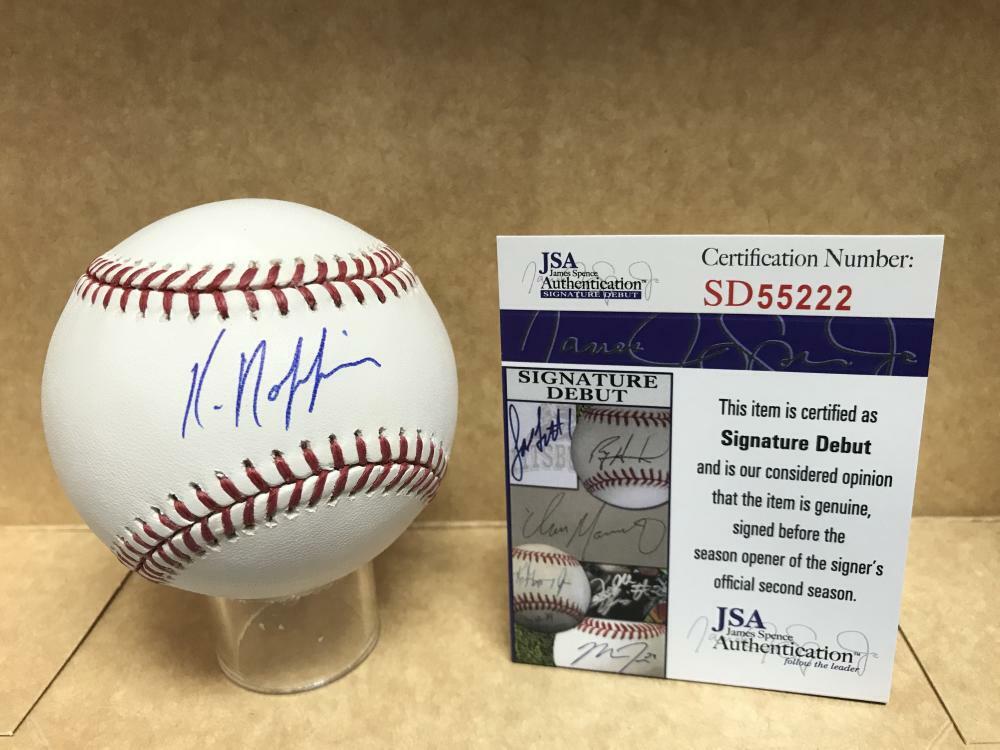 K. Noffin
JSA
James Spence
Authentication
SIGNATURE DEBUT
Certification Number:
SD55222
SIGNATURE
DEBUT
This item is certified as
Signature Debut
and is our considered opinion
that the item is genuine,
signed before the
season opener of the signer's
official second season.
JSA
James Spence
Authentication™
follow the leader